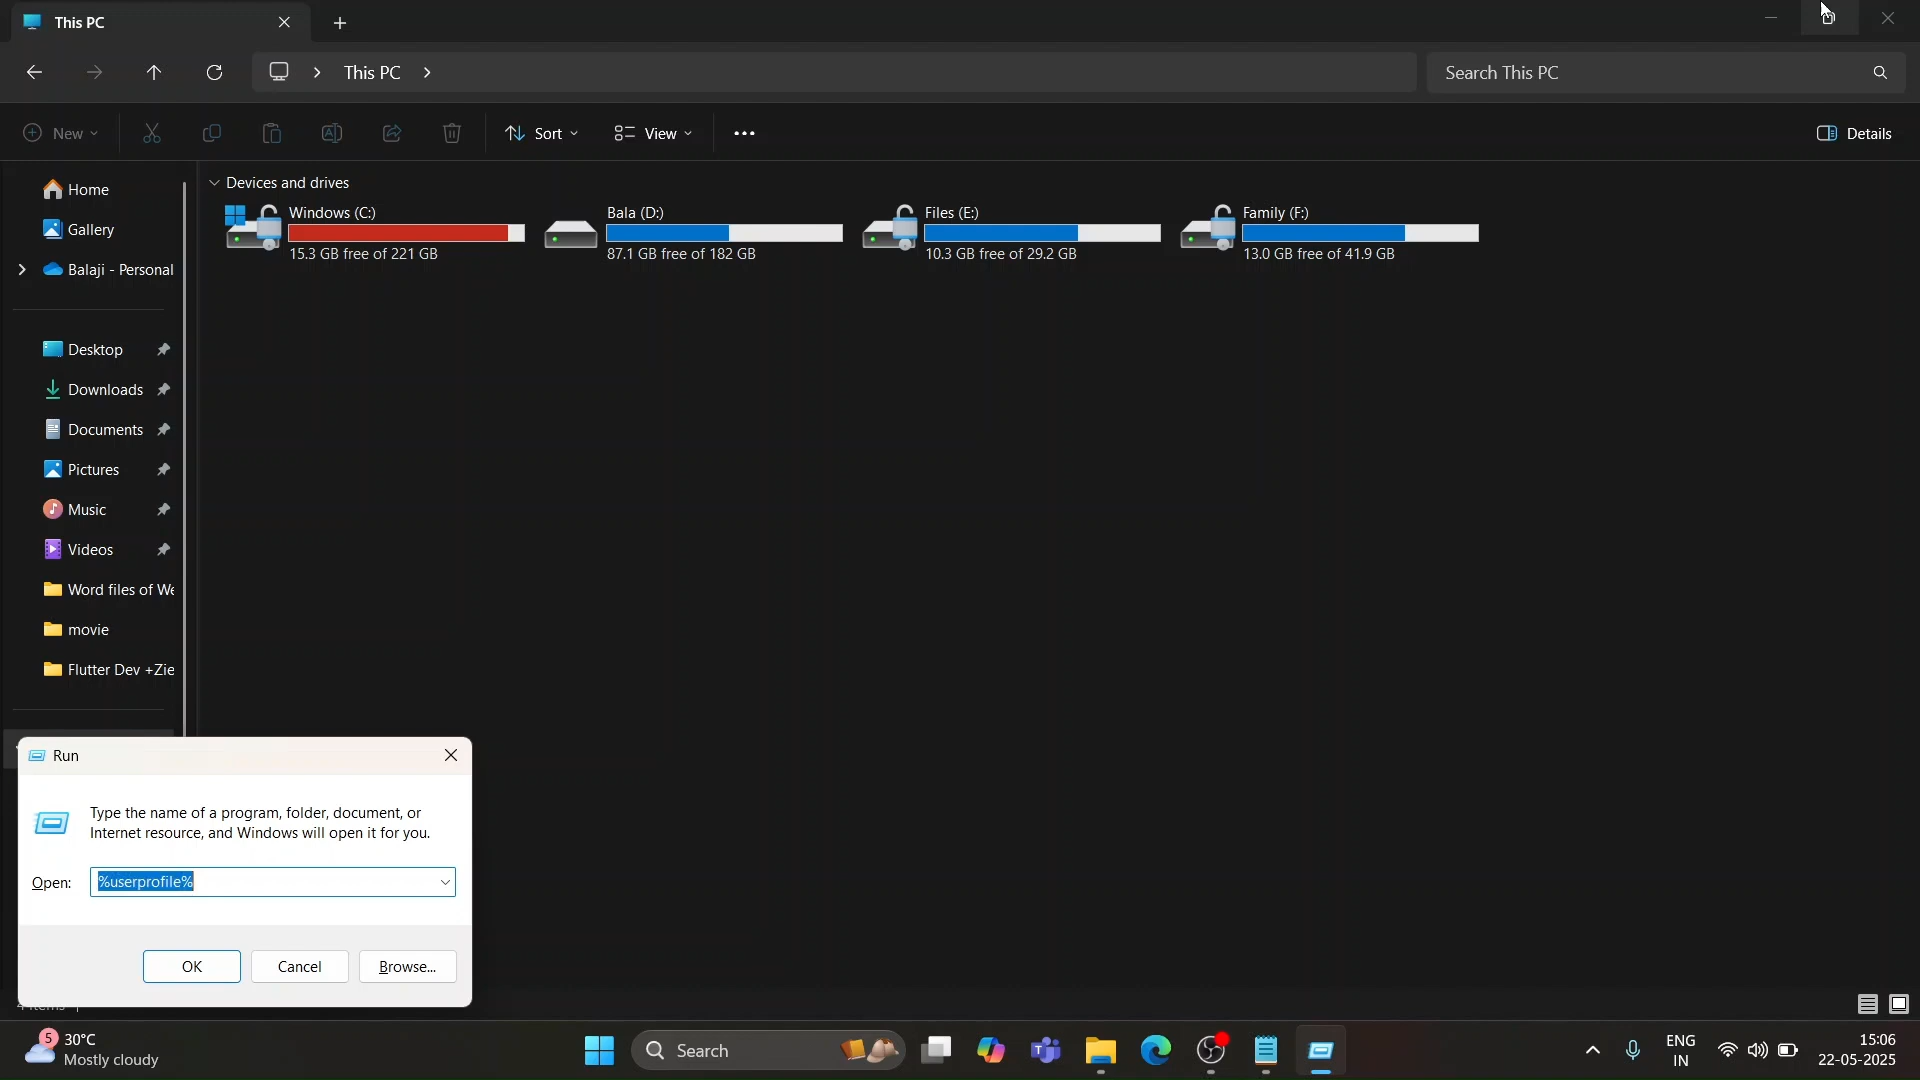 This PC
This PC
Search This PC
New
Sort
View
Details
Home
Gallery
Balaji - Personal
Desktop
Downloads
Documents
Pictures
Music
Videos
Word files of We
movie
Flutter Dev +Zie
Devices and drives
Windows (C:)
15.3 GB free of 221 GB
Bala (D:)
87.1 GB free of 182 GB
Files (E:)
10.3 GB free of 29.2 GB
Family (F:)
13.0 GB free of 41.9 GB
Run
Type the name of a program, folder, document, or
Internet resource, and Windows will open it for you.
Open:
%userprofile%
OK
Cancel
Browse...
4 items
5
30°C
Mostly cloudy
Search
ENG
IN
15:06
22-05-2025